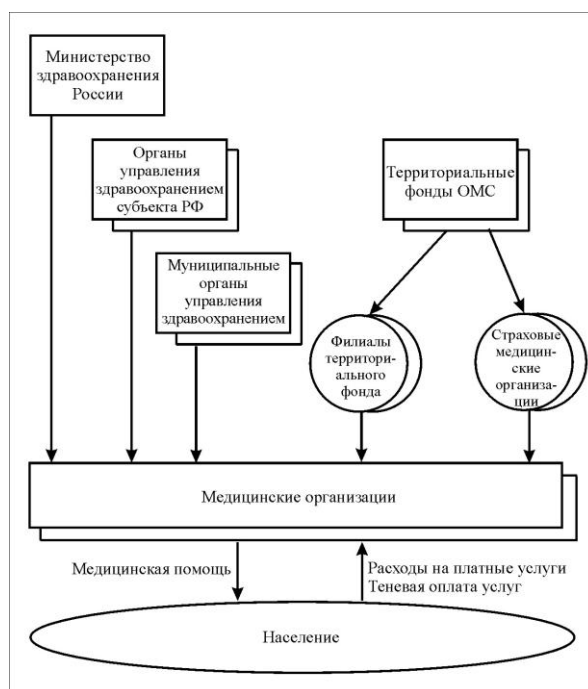 Министерство
здравоохранения
России
Органы
управления
здравоохранением
субъекта РФ
Территориальные
фонды ОМС
Муниципальные
органы
управления
здравоохранением
Филиалы
территори-
ального
фонда
Страховые
медицин-
ские
организа-
ции
Медицинские организации
Медицинская помощь
Расходы на платные услуги
Теневая оплата услуг
Население